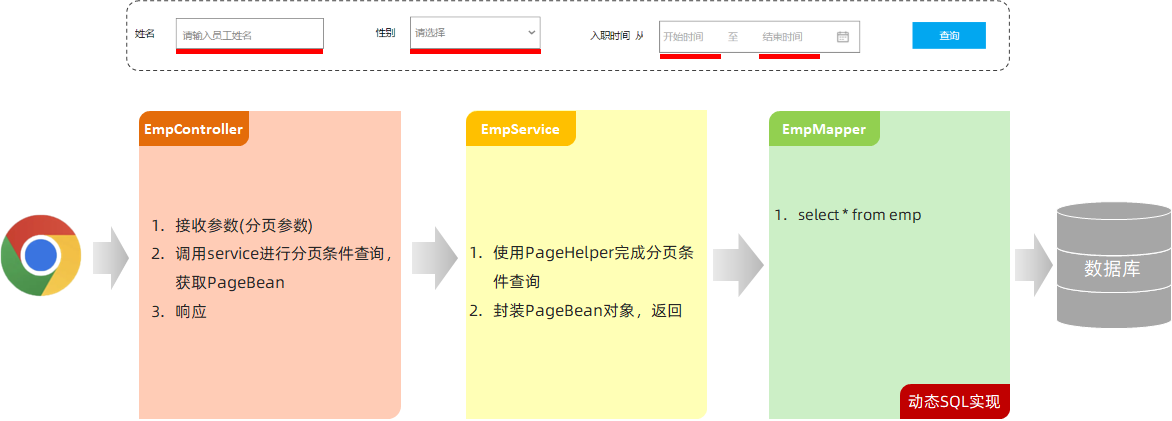 姓名 请输入员工姓名 性别 请选择 入职时间 从 开始时间 至 结束时间 查询
EmpController
1. 接收参数(分页参数)
2. 调用service进行分页条件查询，
获取PageBean
3. 响应
EmpService
1. 使用PageHelper完成分页条
件查询
2. 封装PageBean对象，返回
EmpMapper
1. select * from emp
动态SQL实现
数据库